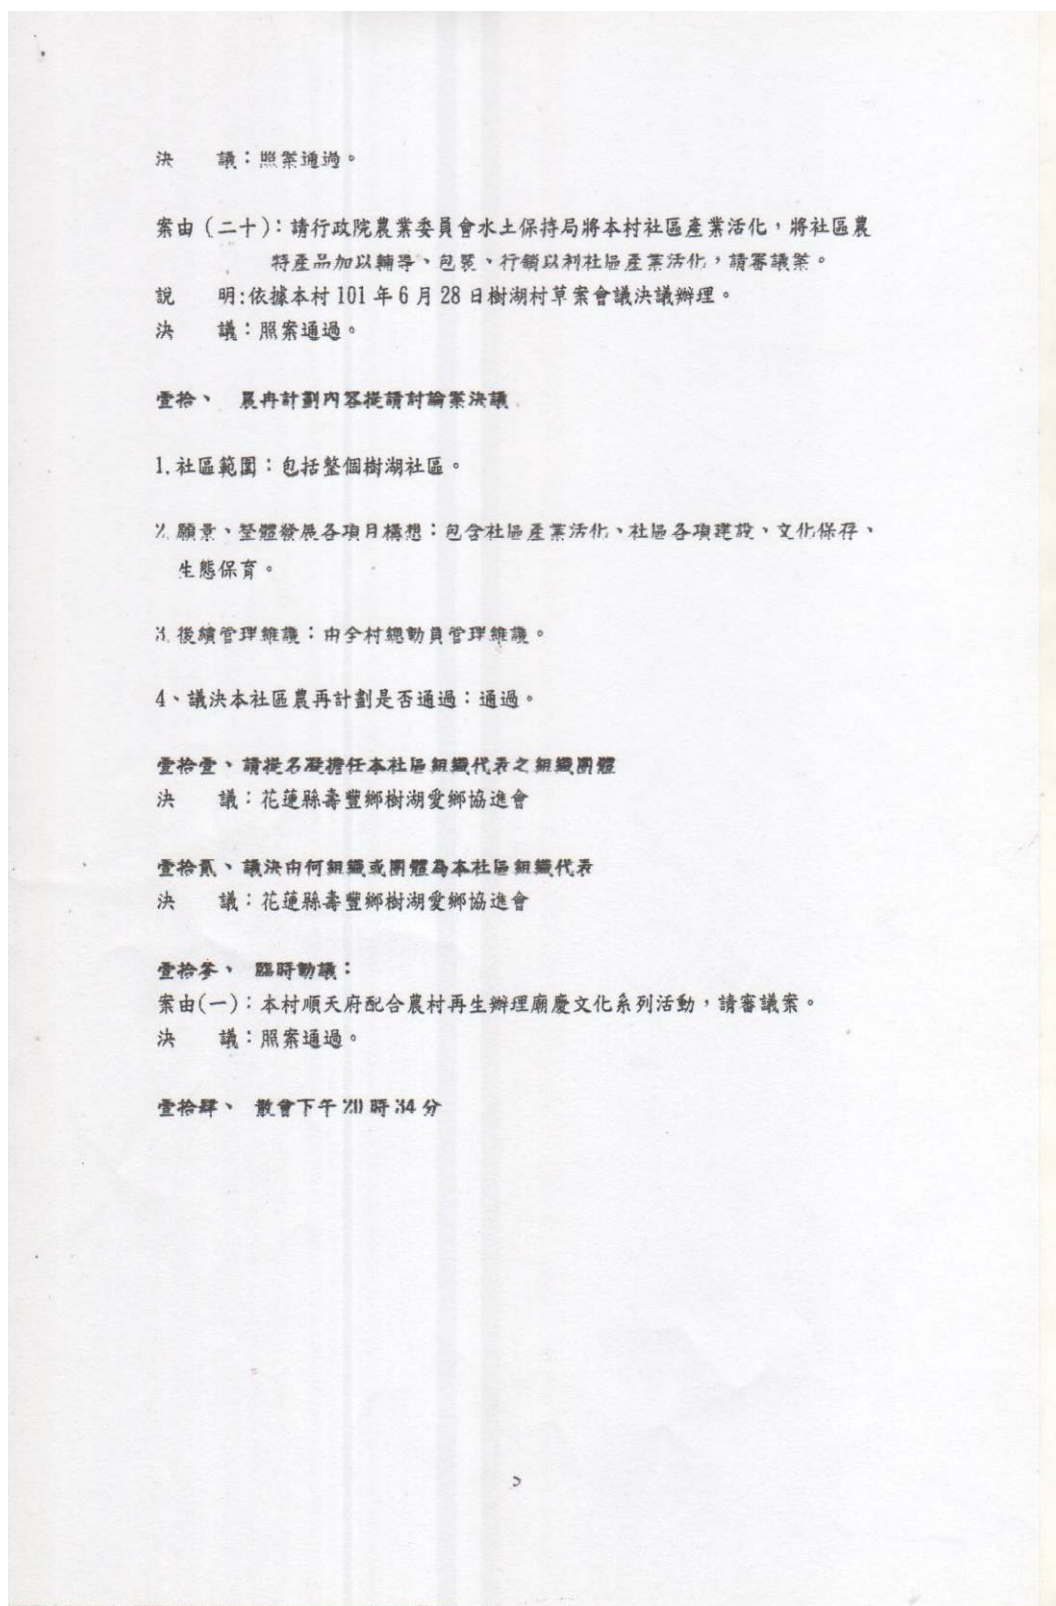 決　　議：照案通過。
案由（二十）：請行政院農業委員會水土保持局將本村社區產業活化，將社區農
特產品加以輔導、包裝、行銷以利社區產業活化，請審議案。
說　　明:依據本村 101 年 6 月 28 日樹湖村草案會議決議辦理。
決　　議：照案通過。
壹拾、　農再計劃內容提請討論案決議
1.社區範圍：包括整個樹湖社區。
2.願景、整體發展各項目構想：包含社區產業活化、社區各項建設、文化保存、
生態保育。
3.後續管理維護：由全村總動員管理維護。
4、議決本社區農再計劃是否通過：通過。
壹拾壹、請提名擬擔任本社區組織代表之組織團體
決　　議：花蓮縣壽豐鄉樹湖愛鄉協進會
壹拾貳、議決由何組織或團體為本社區組織代表
決　　議：花蓮縣壽豐鄉樹湖愛鄉協進會
壹拾參、　臨時動議：
案由(一)：本村順天府配合農村再生辦理廟慶文化系列活動，請審議案。
決　　議：照案通過。
壹拾肆、　散會下午 20 時 34 分